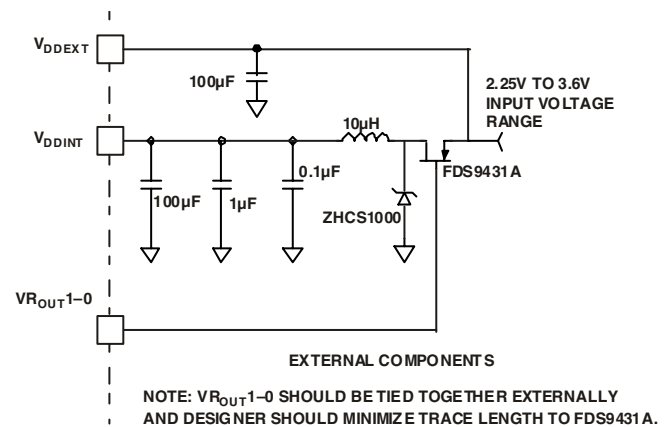 VDDEXT
100µF
2.25V TO 3.6V
INPUT VOLTAGE
RANGE
VDDINT
10µH
FDS9431A
0.1µF
100µF
1µF
ZHCS1000
VROUT1–0
EXTERNAL COMPONENTS
NOTE: VROUT1–0 SHOULD BE TIED TOGETHER EXTERNALLY
AND DESIGNER SHOULD MINIMIZE TRACE LENGTH TO FDS9431A.